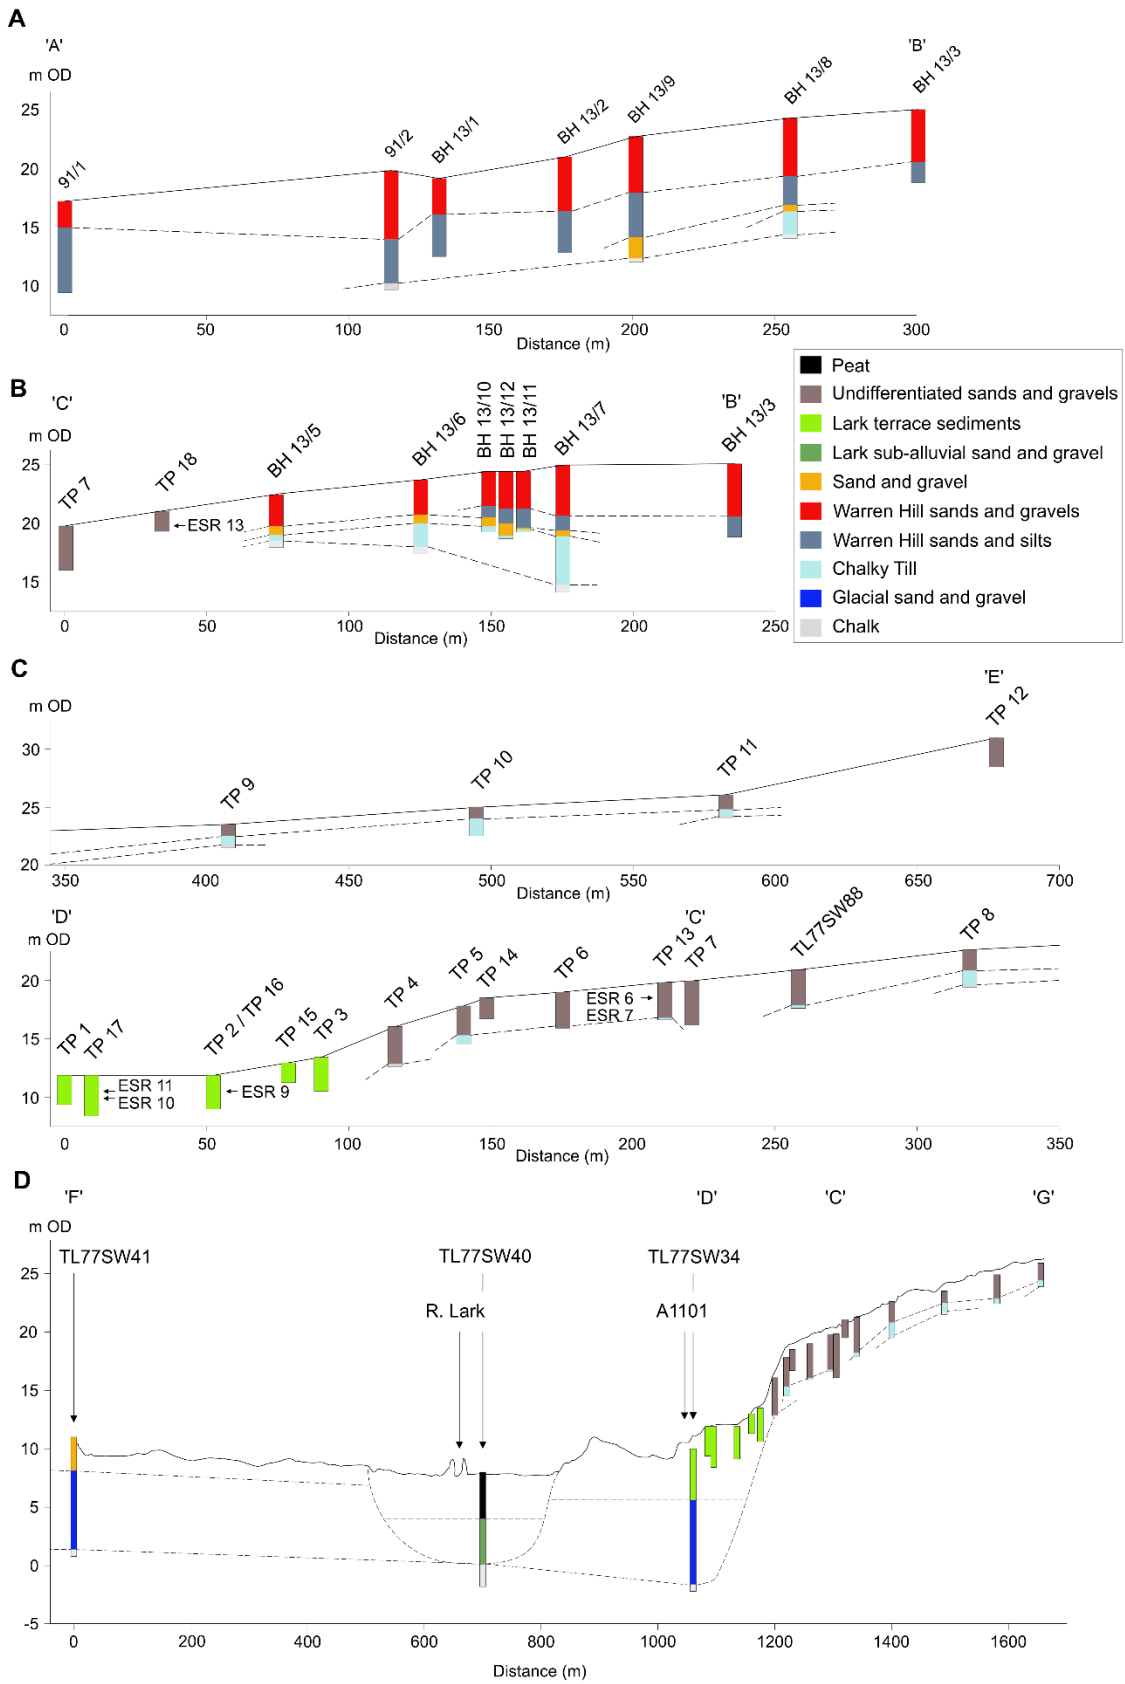 A
'A'
'B'
m OD
91/1
91/2
BH 13/1
BH 13/2
BH 13/9
BH 13/8
BH 13/3
25
20
15
10
0
50
100
150
200
250
300
Distance (m)
B
'C'
'B'
m OD
TP 7
TP 18
BH 13/5
BH 13/6
BH 13/10
BH 13/12
BH 13/11
BH 13/7
BH 13/3
ESR 13
25
20
15
0
50
100
150
200
250
Distance (m)
Peat
Undifferentiated sands and gravels
Lark terrace sediments
Lark sub-alluvial sand and gravel
Sand and gravel
Warren Hill sands and gravels
Warren Hill sands and silts
Chalky Till
Glacial sand and gravel
Chalk
C
'E'
m OD
TP 9
TP 10
TP 11
TP 12
30
25
20
350
400
450
500
550
600
650
700
Distance (m)
'D'
'C'
m OD
TP 1
TP 17
TP 2 / TP 16
TP 15
TP 3
TP 4
TP 5
TP 14
TP 6
TP 13
TP 7
TL77SW88
TP 8
ESR 11
ESR 10
ESR 9
ESR 6
ESR 7
20
15
10
0
50
100
150
200
250
300
350
Distance (m)
D
'F'
'D'
'C'
'G'
m OD
TL77SW41
TL77SW40
TL77SW34
R. Lark
A1101
25
20
15
10
5
0
-5
0
200
400
600
800
1000
1200
1400
1600
Distance (m)